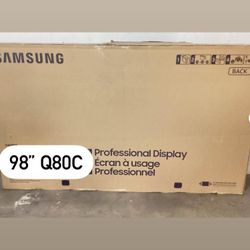 SAMSUNG
BACK
98” Q80C
Professional Display
Écran à usage
Professionnel